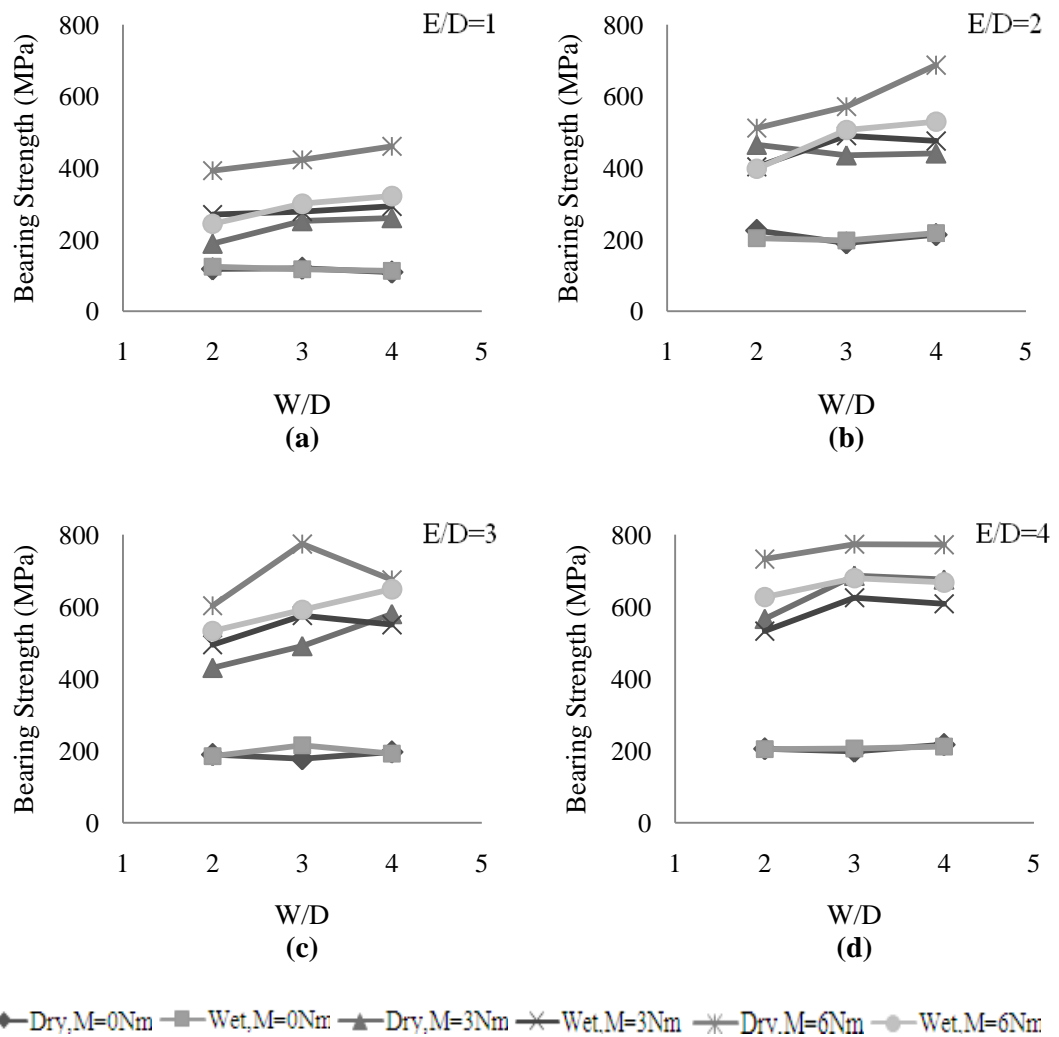 E/D=1
Bearing Strength (MPa)
800
600
400
200
0
1 2 3 4 5
W/D
(a)
E/D=2
Bearing Strength (MPa)
800
600
400
200
0
1 2 3 4 5
W/D
(b)
E/D=3
Bearing Strength (MPa)
800
600
400
200
0
1 2 3 4 5
W/D
(c)
E/D=4
Bearing Strength (MPa)
800
600
400
200
0
1 2 3 4 5
W/D
(d)
Dry,M=0Nm Wet,M=0Nm Dry,M=3Nm Wet,M=3Nm Dry,M=6Nm Wet,M=6Nm